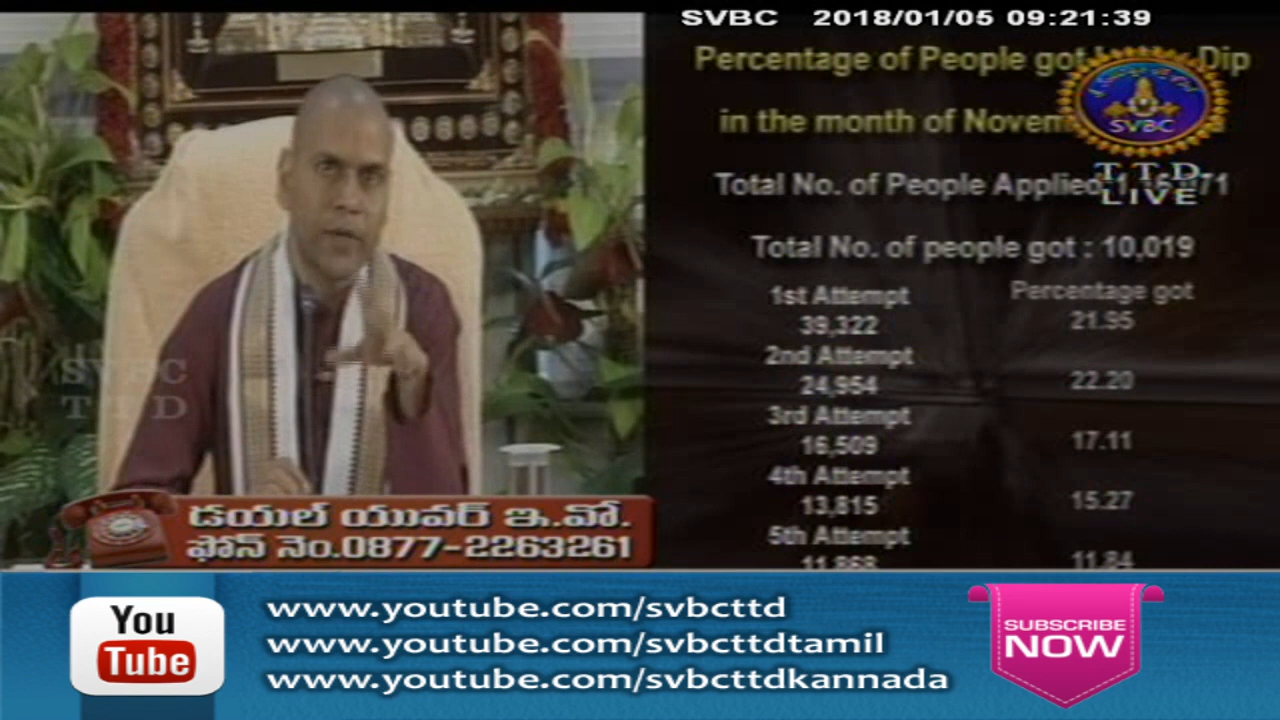 SVBC 2018/01/05 09:21:39
Percentage of People got Dip
in the month of
SVBC
Total No. of People Applied
TTD
LIVE
Total No. of people got : 10,019
1st Attempt Percentage got
39,322 21.95
2nd Attempt
24,954 22.20
3rd Attempt
16,509 17.11
4th Attempt
13,815 15.27
5th Attempt
11,868 11.84
SVBC
TTD
డయల్ యువర్ ఇ.వో.
ఫోన్ నెం.0877-2263261
You
Tube
www.youtube.com/svbcttd
www.youtube.com/svbcttdtamil
www.youtube.com/svbcttdkannada
SUBSCRIBE
NOW